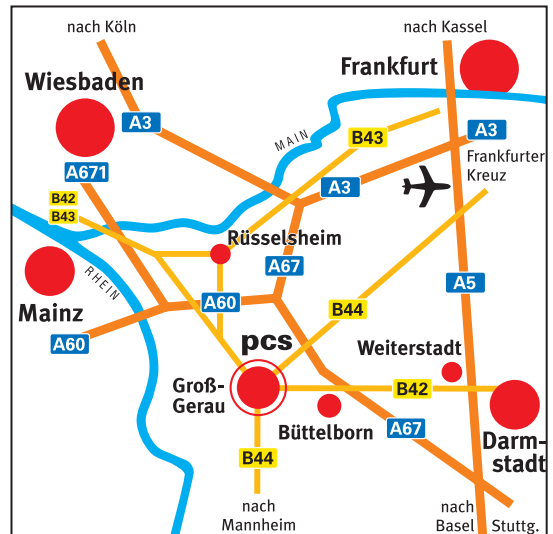 nach Köln
nach Kassel
Frankfurt
Wiesbaden
A3
MAIN
B43
A3
A671
A3
Frankfurter
Kreuz
B42
B43
Rüsselsheim
A67
RHEIN
A5
Mainz
A60
B44
A60
pcs
Weiterstadt
Groß-
Gerau
B42
Büttelborn
A67
Darm-
stadt
B44
nach
Mannheim
nach
Basel
Stuttg.